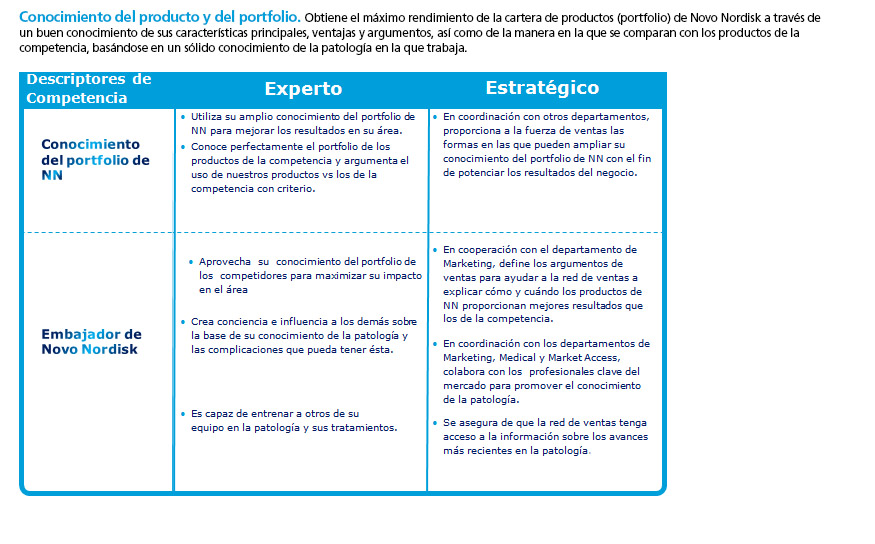 Conocimiento del producto y del portfolio. Obtiene el máximo rendimiento de la cartera de productos (portfolio) de Novo Nordisk a través de
un buen conocimiento de sus características principales, ventajas y argumentos, así como de la manera en la que se comparan con los productos de la
competencia, basándose en un sólido conocimiento de la patología en la que trabaja.
Descriptores de
Competencia
Experto
Estratégico
Conocimiento
del portfolio de
NN
• Utiliza su amplio conocimiento del portfolio de
NN para mejorar los resultados en su área.
• Conoce perfectamente el portfolio de los
productos de la competencia y argumenta el
uso de nuestros productos vs los de la
competencia con criterio.
• En coordinación con otros departamentos,
proporciona a la fuerza de ventas las
formas en las que pueden ampliar su
conocimiento del portfolio de NN con el fin
de potenciar los resultados del negocio.
Embajador de
Novo Nordisk
• Aprovecha su conocimiento del portfolio de
los competidores para maximizar su impacto
en el área
• Crea conciencia e influencia a los demás sobre
la base de su conocimiento de la patología y
las complicaciones que pueda tener ésta.
• Es capaz de entrenar a otros de su
equipo en la patología y sus tratamientos.
• En cooperación con el departamento de
Marketing, define los argumentos de
ventas para ayudar a la red de ventas a
explicar cómo y cuándo los productos de
NN proporcionan mejores resultados que
los de la competencia.
• En coordinación con los departamentos de
Marketing, Medical y Market Access,
colabora con los profesionales clave del
mercado para promover el conocimiento
de la patología.
• Se asegura de que la red de ventas tenga
acceso a la información sobre los avances
más recientes en la patología.